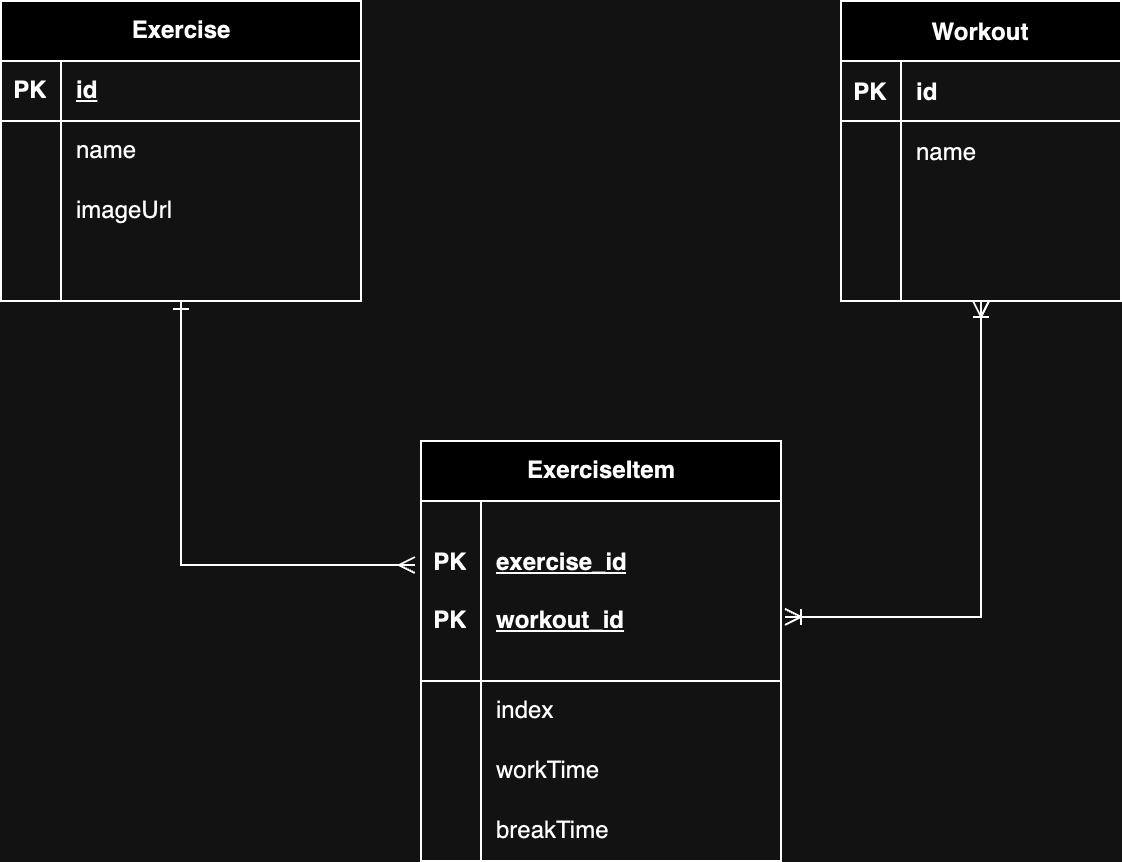 Exercise
PK id
name
imageUrl
Workout
PK id
name
ExerciseItem
PK exercise_id
PK workout_id
index
workTime
breakTime